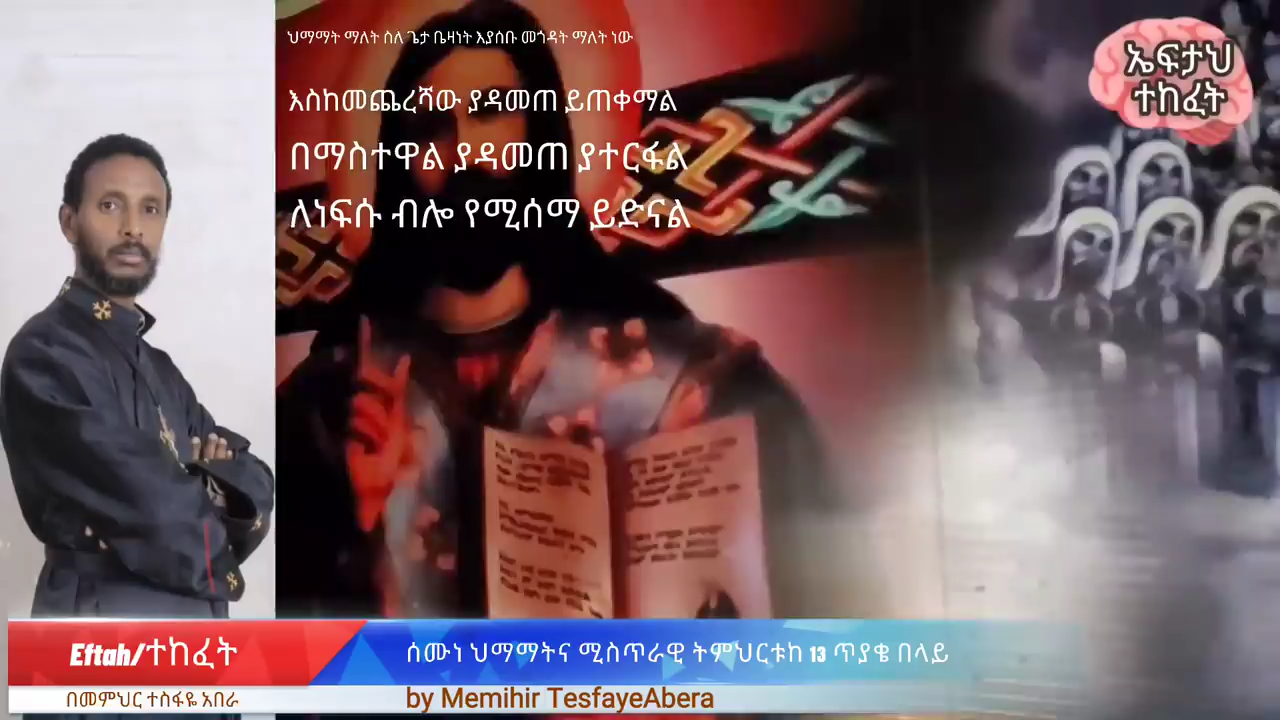 ህማማት ማለት ስለ ጌታ ቤዛነት እያሰቡ መጎዳት ማለት ነው
እስከመጨረሻው ያዳመጠ ይጠቀማል
በማስተዋል ያዳመጠ ያተርፋል
ለነፍሱ ብሎ የሚሰማ ይድናል
ኤፍታህ
ተከፈት
Eftah/ተከፈት
ሰሙነ ህማማትና ሚስጥራዊ ትምህርቱከ 13 ጥያቄ በላይ
በመምህር ተስፋዬ አበራ
by Memihir TesfayeAbera